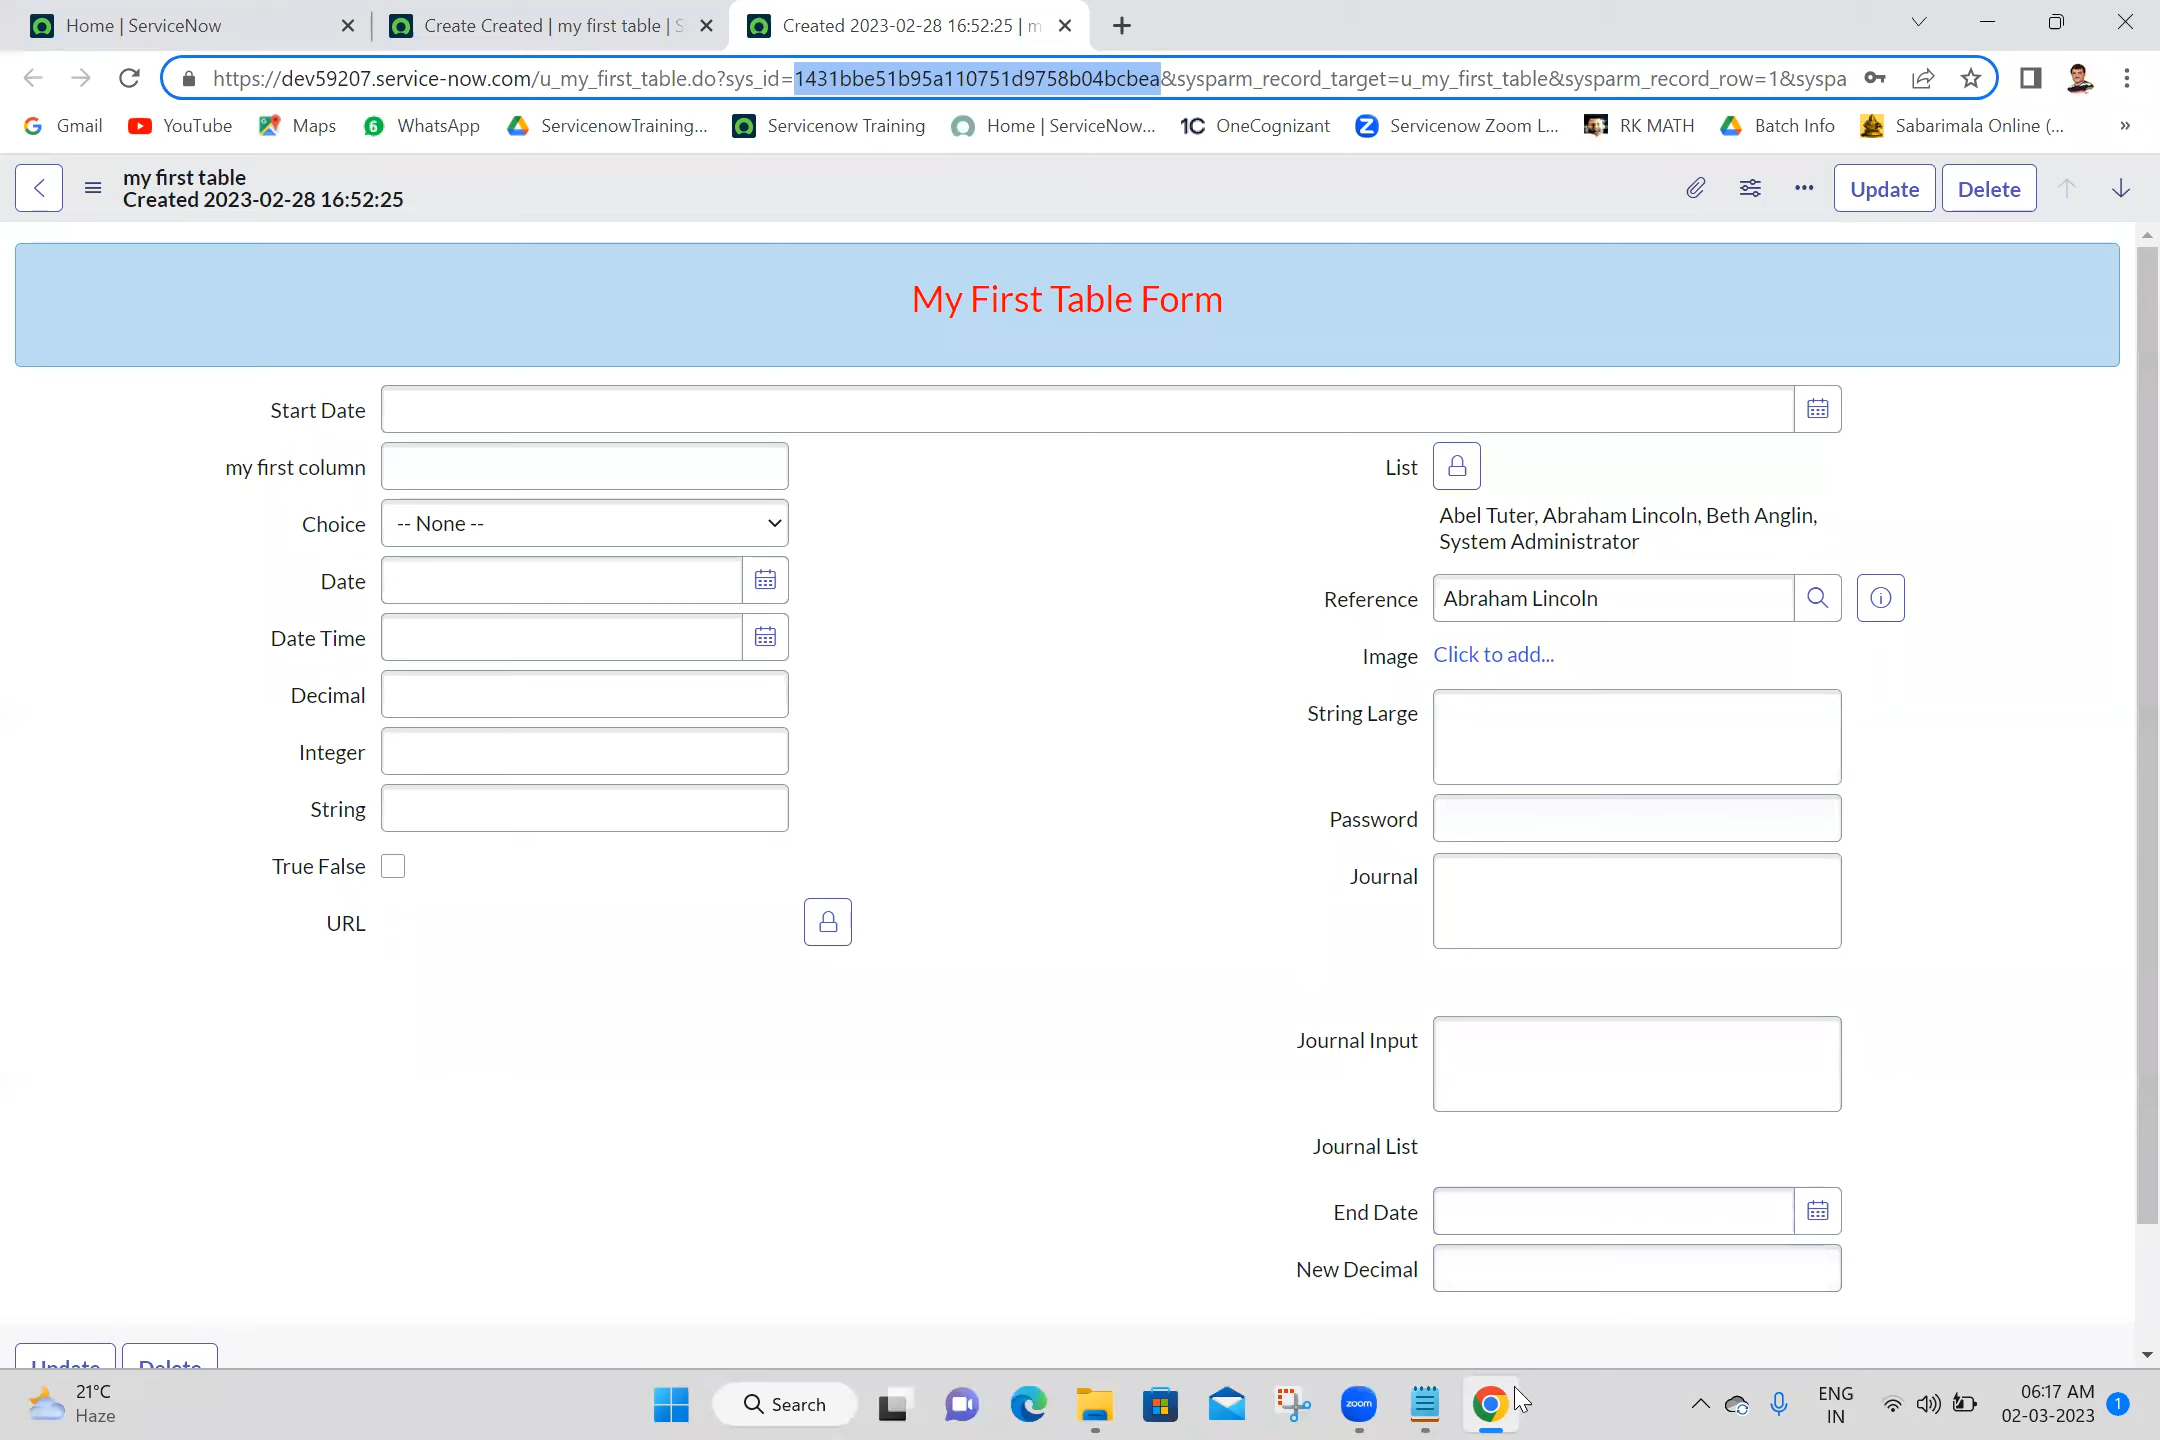 Home | ServiceNow
Create Created | my first table | S
Created 2023-02-28 16:52:25 | m
https://dev59207.service-now.com/u_my_first_table.do?sys_id=1431bbe51b95a110751d9758b04bcbea&sysparm_record_target=u_my_first_table&sysparm_record_row=1&syspa
Gmail
YouTube
Maps
WhatsApp
ServicenowTraining...
Servicenow Training
Home | ServiceNow...
1C OneCognizant
Servicenow Zoom L...
RK MATH
Batch Info
Sabarimala Online (...
»
my first table
Created 2023-02-28 16:52:25
Update
Delete
My First Table Form
Start Date
my first column
Choice
-- None --
Date
Date Time
Decimal
Integer
String
True False
URL
List
Abel Tuter, Abraham Lincoln, Beth Anglin,
System Administrator
Reference
Abraham Lincoln
Image
Click to add...
String Large
Password
Journal
Journal Input
Journal List
End Date
New Decimal
Update
Delete
21°C
Haze
Search
zoom
ENG
IN
06:17 AM
02-03-2023
1